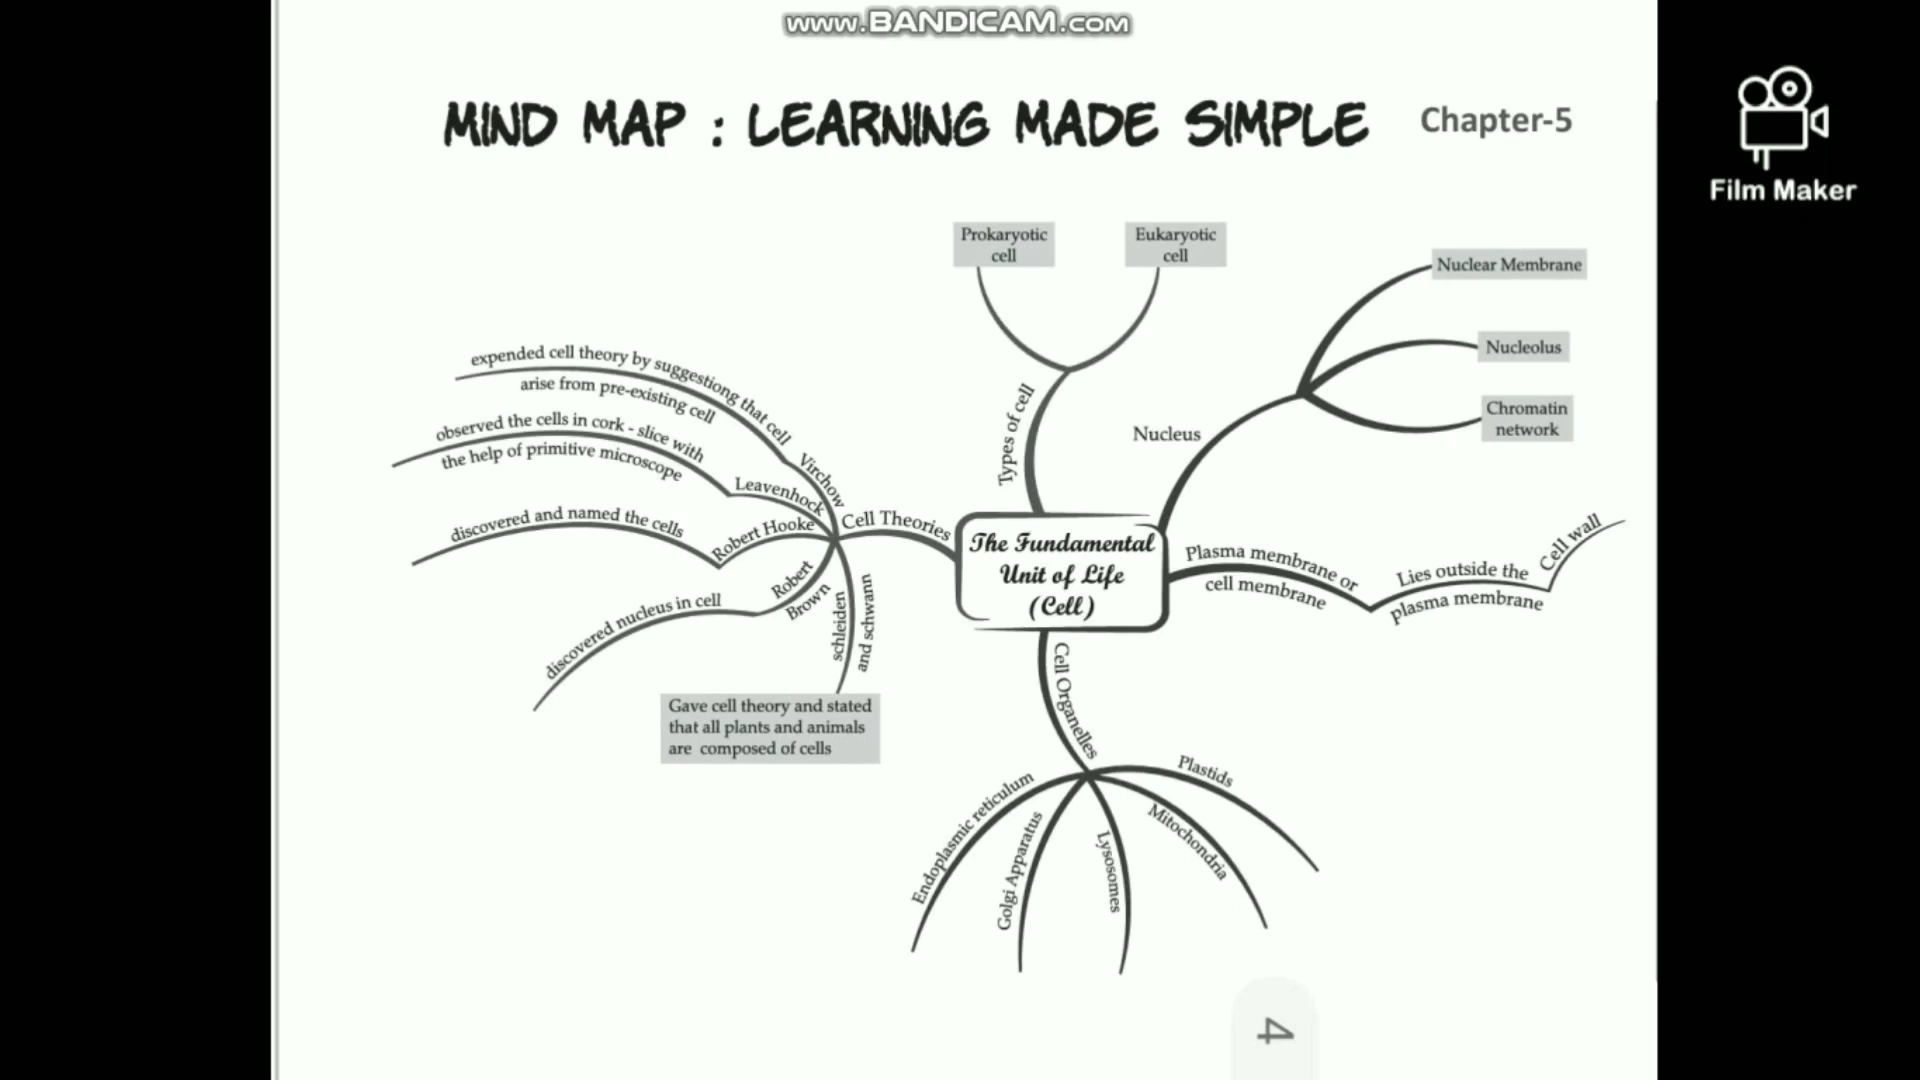 www.BANDICAM.com
MIND MAP : LEARNING MADE SIMPLE
Chapter-5
Film Maker
Prokaryotic
cell
Eukaryotic
cell
Types of cell
Nuclear Membrane
Nucleolus
Chromatin
network
Nucleus
expended cell theory by suggestiong that cell
arise from pre-existing cell
Virchow
observed the cells in cork - slice with
the help of primitive microscope
Leavenhock
discovered and named the cells
Robert Hooke
discovered nucleus in cell
Robert
Brown
schleiden
and schwann
Gave cell theory and stated
that all plants and animals
are composed of cells
Cell Theories
The Fundamental
Unit of Life
(Cell)
Plasma membrane or
cell membrane
Lies outside the
plasma membrane
Cell wall
Cell Organelles
Endoplasmic reticulum
Golgi Apparatus
Lysosomes
Mitochondria
Plastids
4